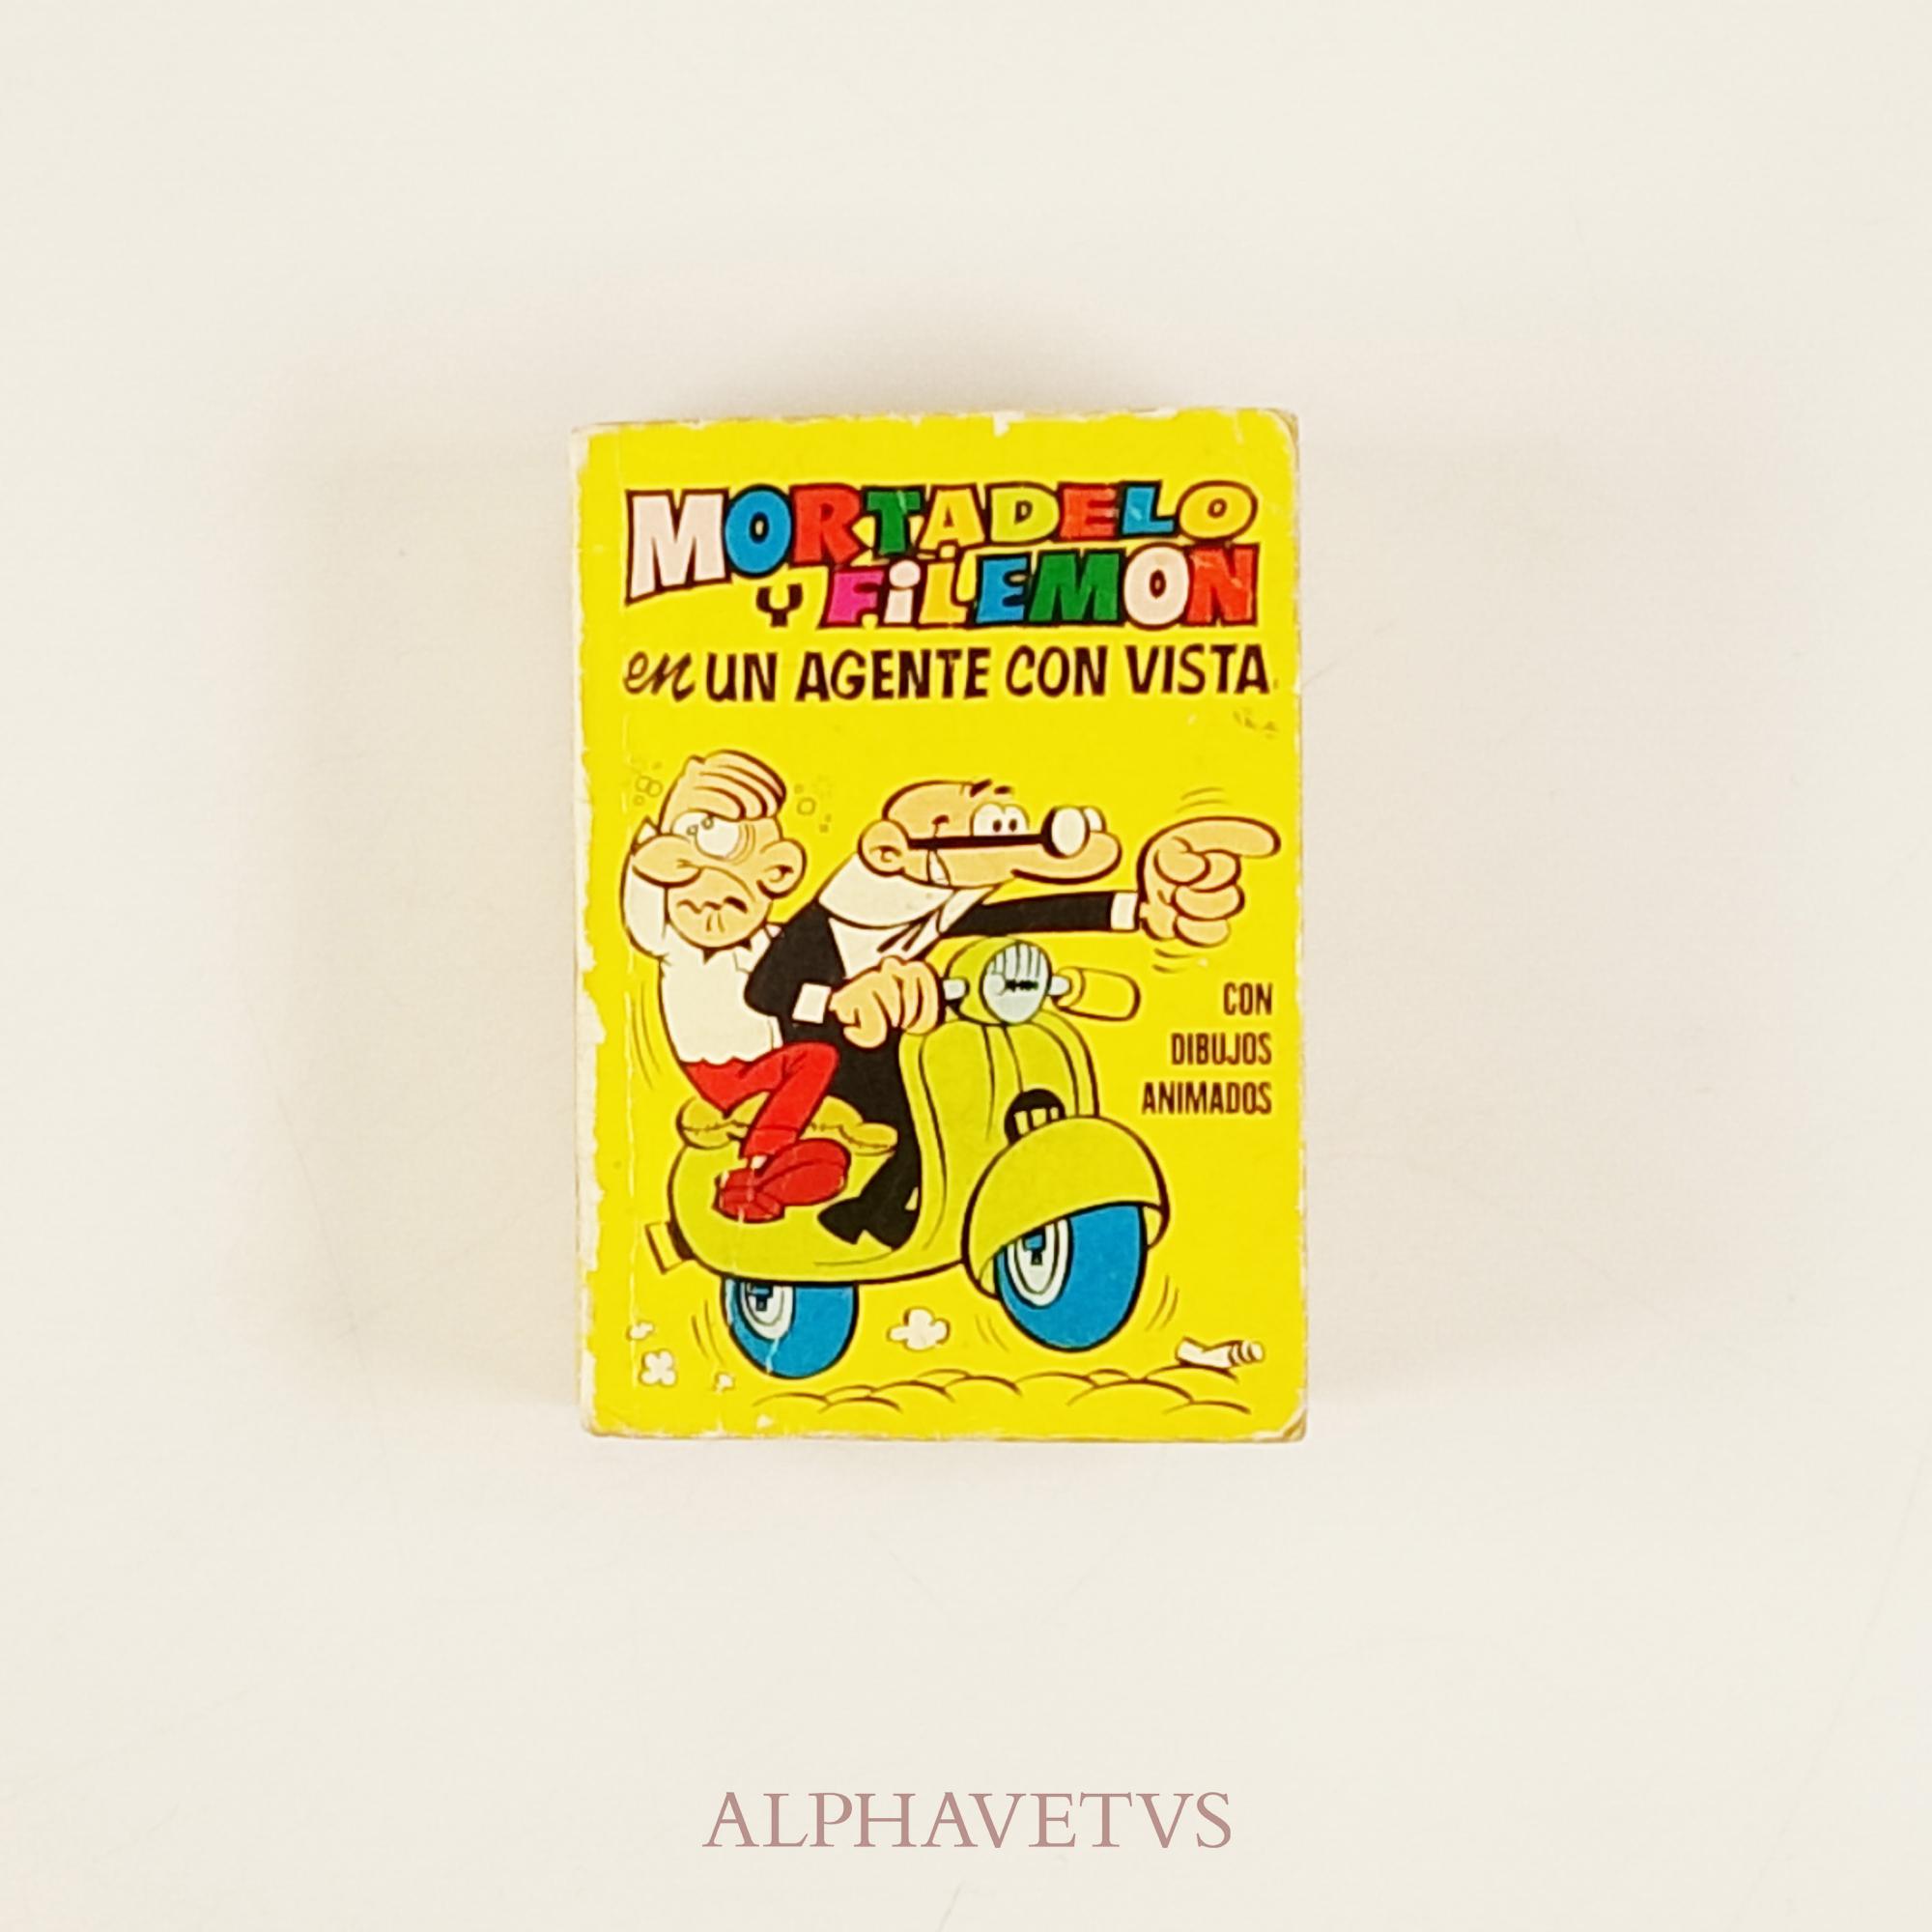 MORTADELO
Y FiLEMON
en UN AGENTE CON VISTA
CON
DIBUJOS
ANIMADOS
ALPHAVETVS